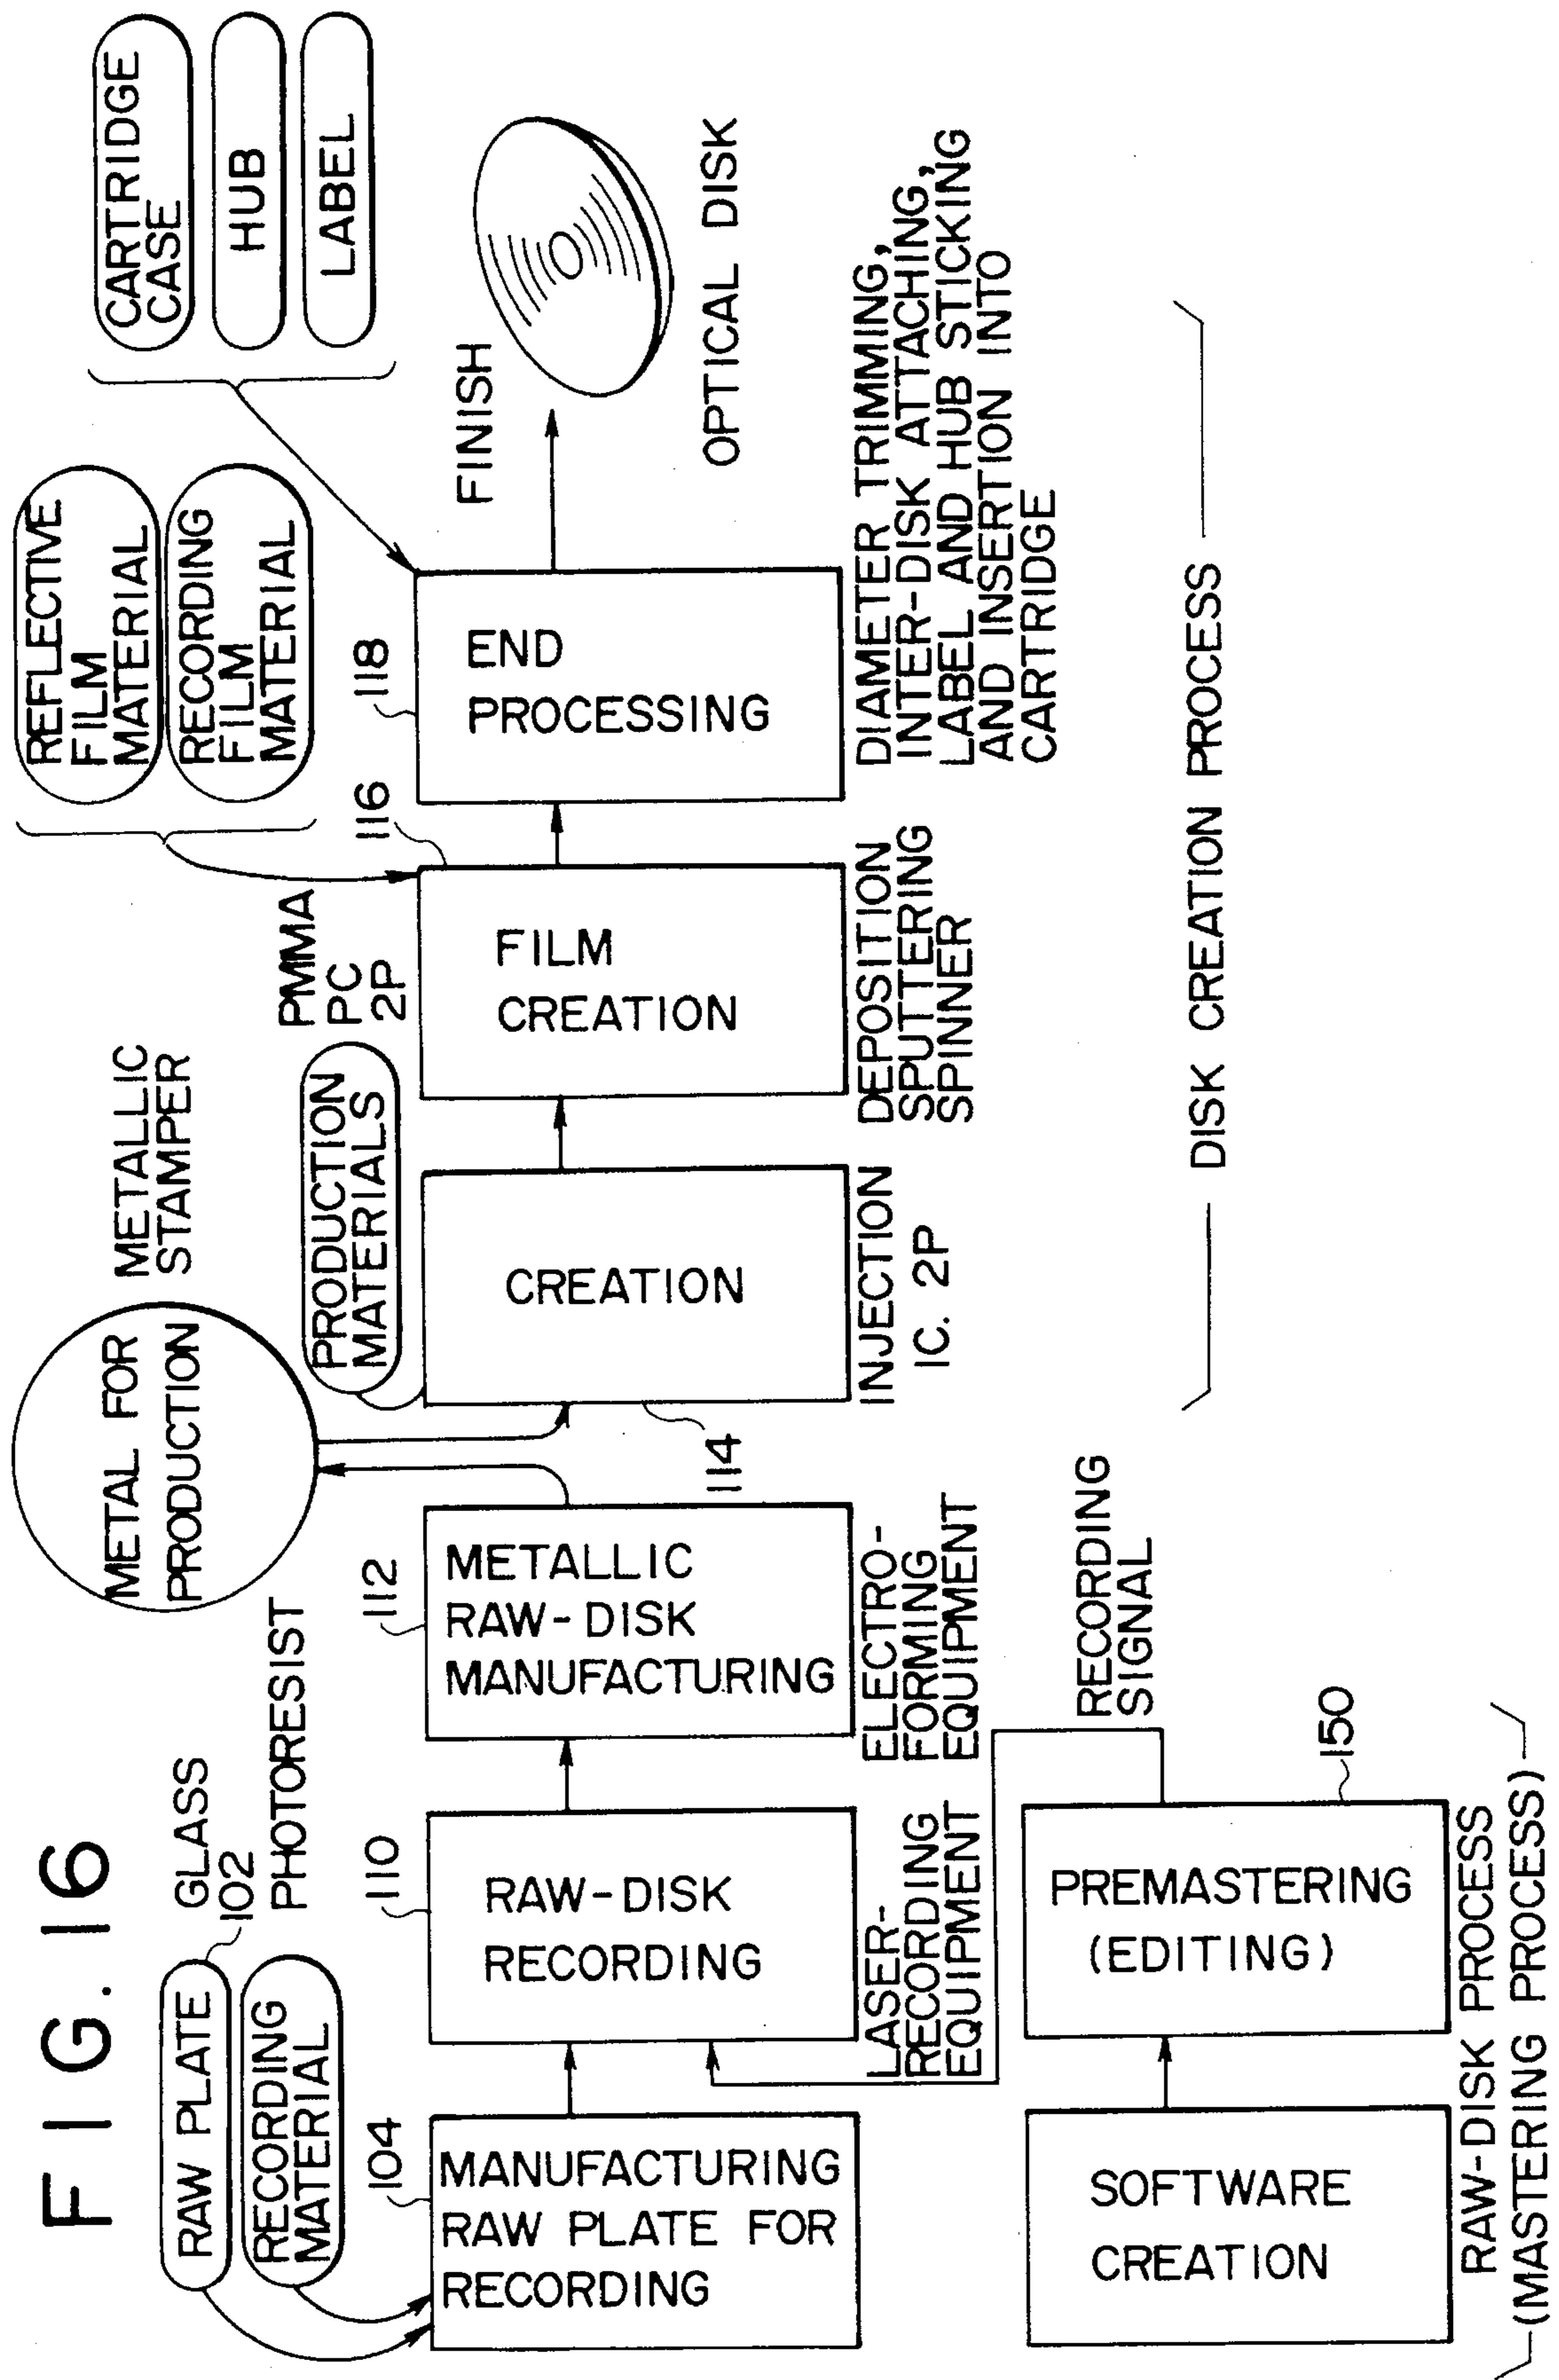 FIG. 16
RAW PLATE
GLASS
102
RECORDING
MATERIAL
PHOTORESIST
METAL FOR
PRODUCTION
METALLIC
STAMPER
PRODUCTION
MATERIALS
PMMA
PC
2P
REFLECTIVE
FILM
MATERIAL
RECORDING
FILM
MATERIAL
CARTRIDGE
CASE
HUB
LABEL
104
MANUFACTURING
RAW PLATE FOR
RECORDING
110
RAW-DISK
RECORDING
LASER-
RECORDING
EQUIPMENT
112
METALLIC
RAW-DISK
MANUFACTURING
ELECTRO-
FORMING
EQUIPMENT
114
CREATION
INJECTION
IC. 2P
116
FILM
CREATION
DEPOSITION
SPUTTERING
SPINNER
118
END
PROCESSING
DIAMETER TRIMMING,
INTER-DISK ATTACHING,
LABEL AND HUB STICKING
AND INSERTION INTO
CARTRIDGE
FINISH
OPTICAL DISK
SOFTWARE
CREATION
PREMASTERING
(EDITING)
150
RECORDING
SIGNAL
RAW-DISK PROCESS
(MASTERING PROCESS)
DISK CREATION PROCESS